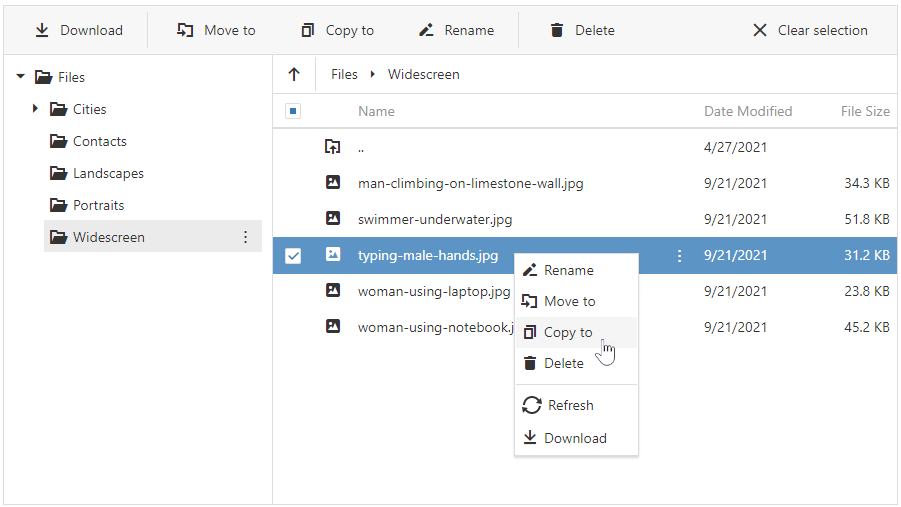 Download Move to Copy to Rename Delete Clear selection
Files
Cities
Contacts
Landscapes
Portraits
Widescreen
Files Widescreen
Name Date Modified File Size
.. 4/27/2021
man-climbing-on-limestone-wall.jpg 9/21/2021 34.3 KB
swimmer-underwater.jpg 9/21/2021 51.8 KB
typing-male-hands.jpg 9/21/2021 31.2 KB
woman-using-laptop.jpg 9/21/2021 23.8 KB
woman-using-notebook.j 9/21/2021 45.2 KB
Rename
Move to
Copy to
Delete
Refresh
Download